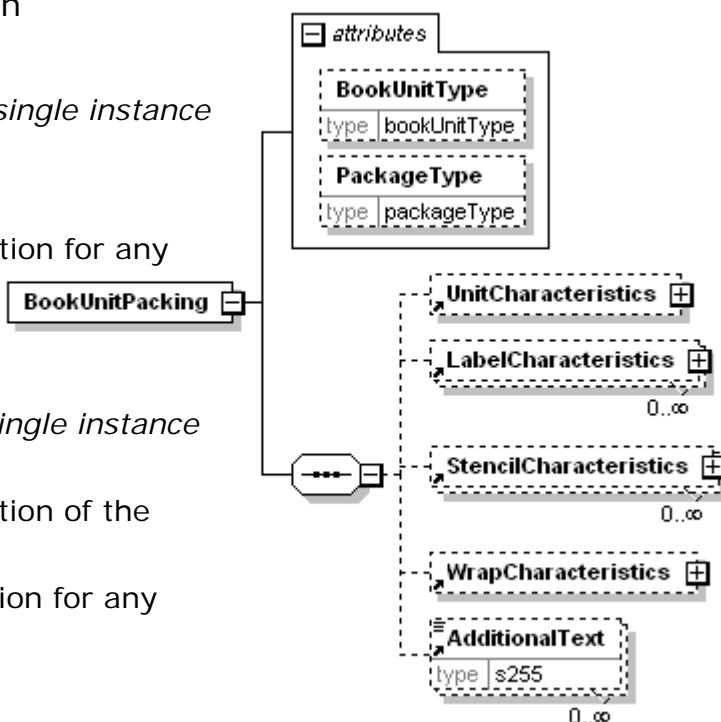 n
single instance
tion for any
ingle instance
tion of the
ion for any
attributes
BookUnitType
type bookUnitType
PackageType
type packageType
BookUnitPacking
UnitCharacteristics
LabelCharacteristics
0..∞
StencilCharacteristics
0..∞
WrapCharacteristics
AdditionalText
type s255
0..∞